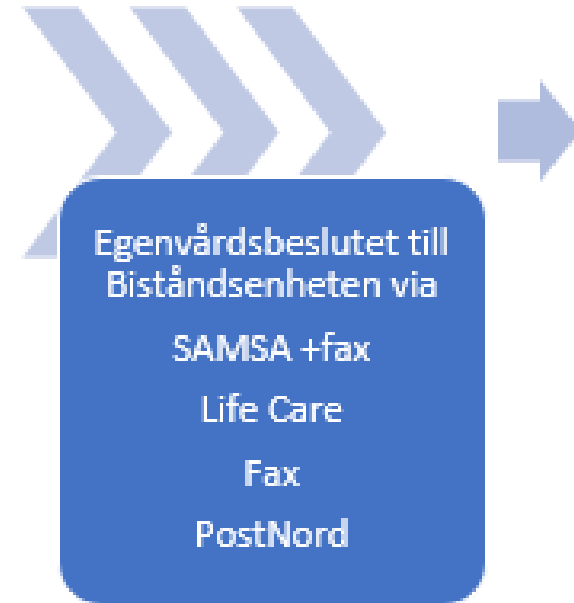 Egenvårdsbeslutet till
Biståndsenheten via
SAMSA +fax
Life Care
Fax
PostNord